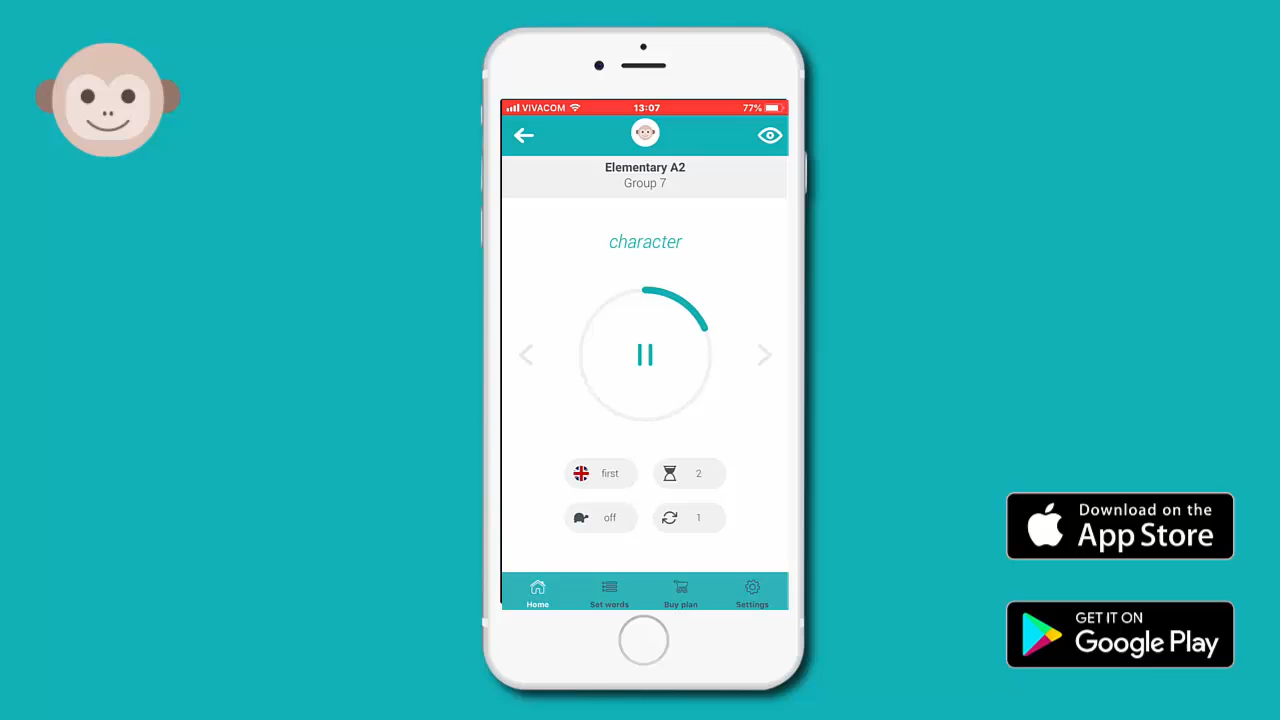 VIVACOM
13:07
77%
Elementary A2
Group 7
character
first
2
off
1
Home
Set words
Buy plan
Settings
Download on the
App Store
GET IT ON
Google Play